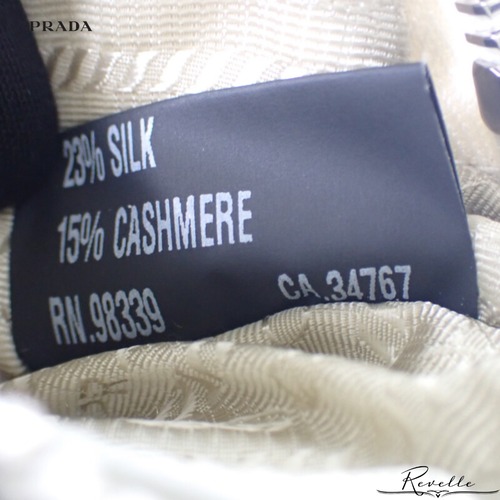 PRADA
23% SILK
15% CASHMERE
RN.98339
CA.34767
Revelle